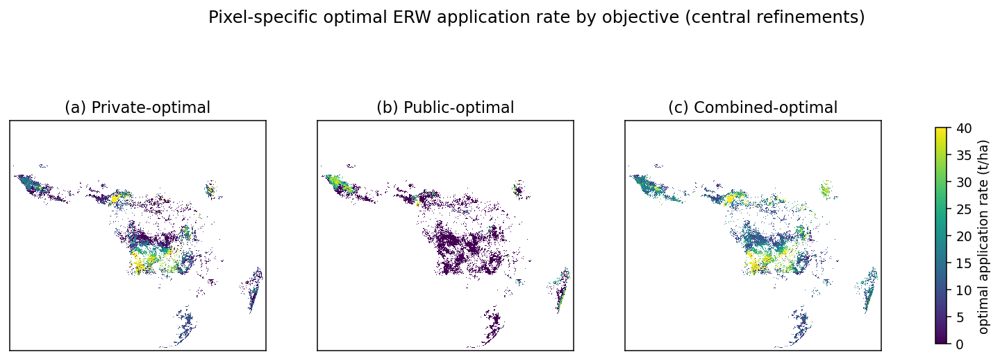 Pixel-specific optimal ERW application rate by objective (central refinements)
(a) Private-optimal
(b) Public-optimal
(c) Combined-optimal
40
35
30
25
20
15
10
5
0
optimal application rate (t/ha)